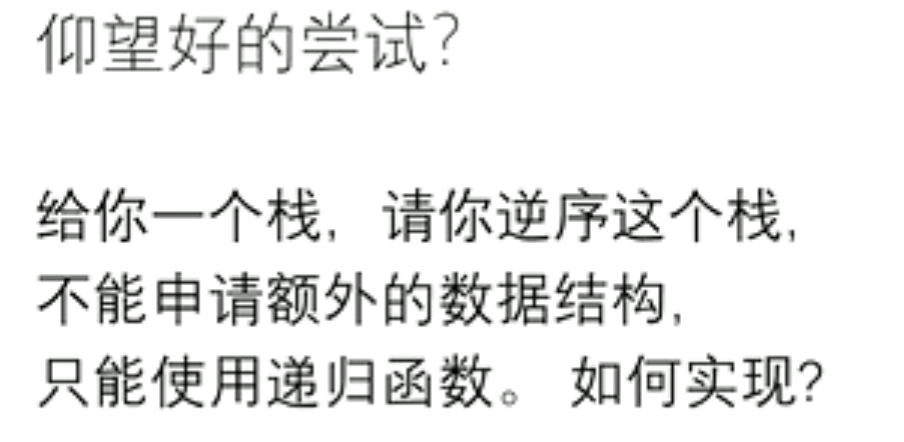 仰望好的尝试?
给你一个栈, 请你逆序这个栈,
不能申请额外的数据结构,
只能使用递归函数。 如何实现?